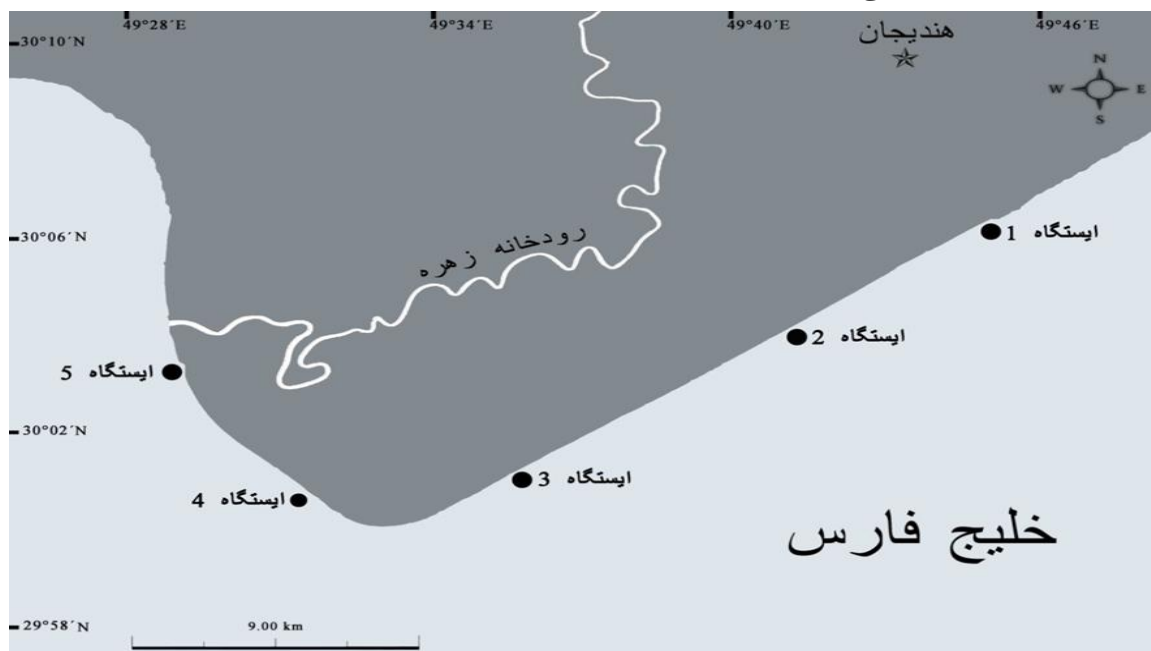 49°28´E
49°34´E
49°40´E
49°46´E
30°10´N
هندیجان
N
W
E
S
30°06´N
ایستگاه 1
رودخانه زهره
ایستگاه 2
ایستگاه 5
30°02´N
ایستگاه 3
ایستگاه 4
خلیج فارس
29°58´N
9.00 km